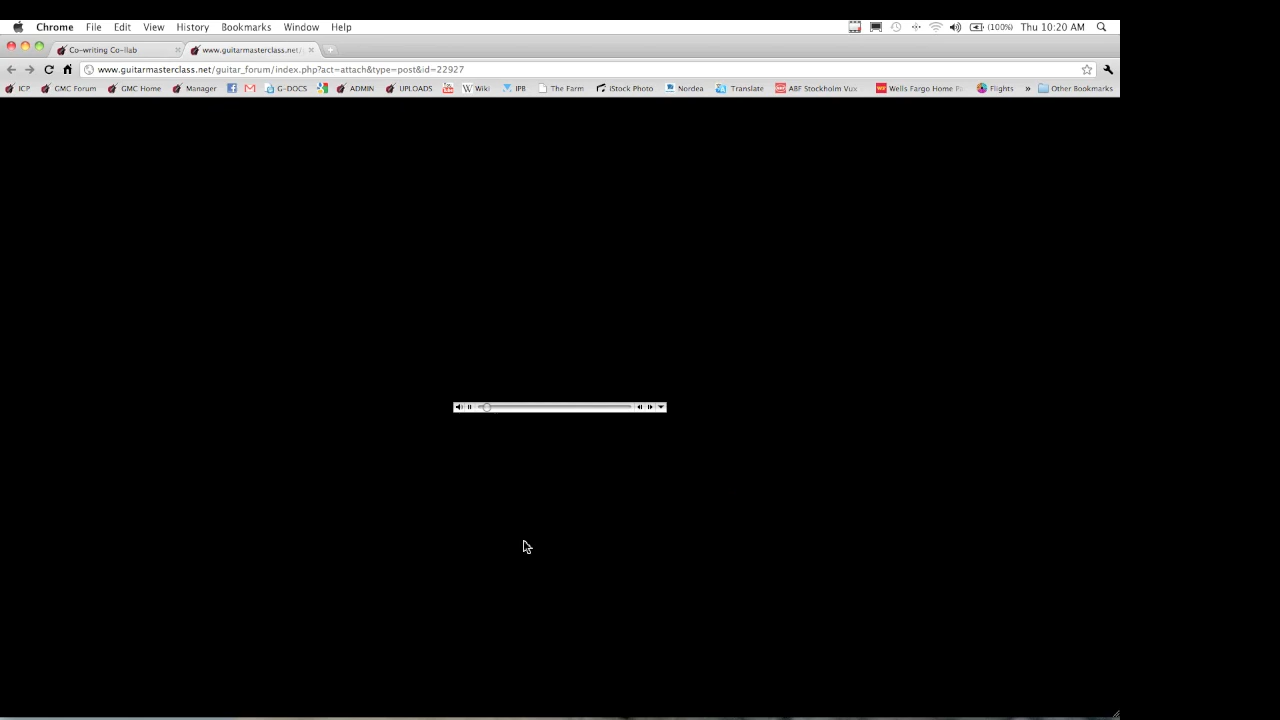 Chrome File Edit View History Bookmarks Window Help (100%) Thu 10:20 AM
Co-writing Co-llab www.guitarmasterclass.net/
www.guitarmasterclass.net/guitar_forum/index.php?act=attach&type=post&id=22927
ICP GMC Forum GMC Home Manager G-DOCS ADMIN UPLOADS You Tube Wiki IPB The Farm iStock Photo Nordea Translate ABF Stockholm Vux Wells Fargo Home Pa Flights » Other Bookmarks